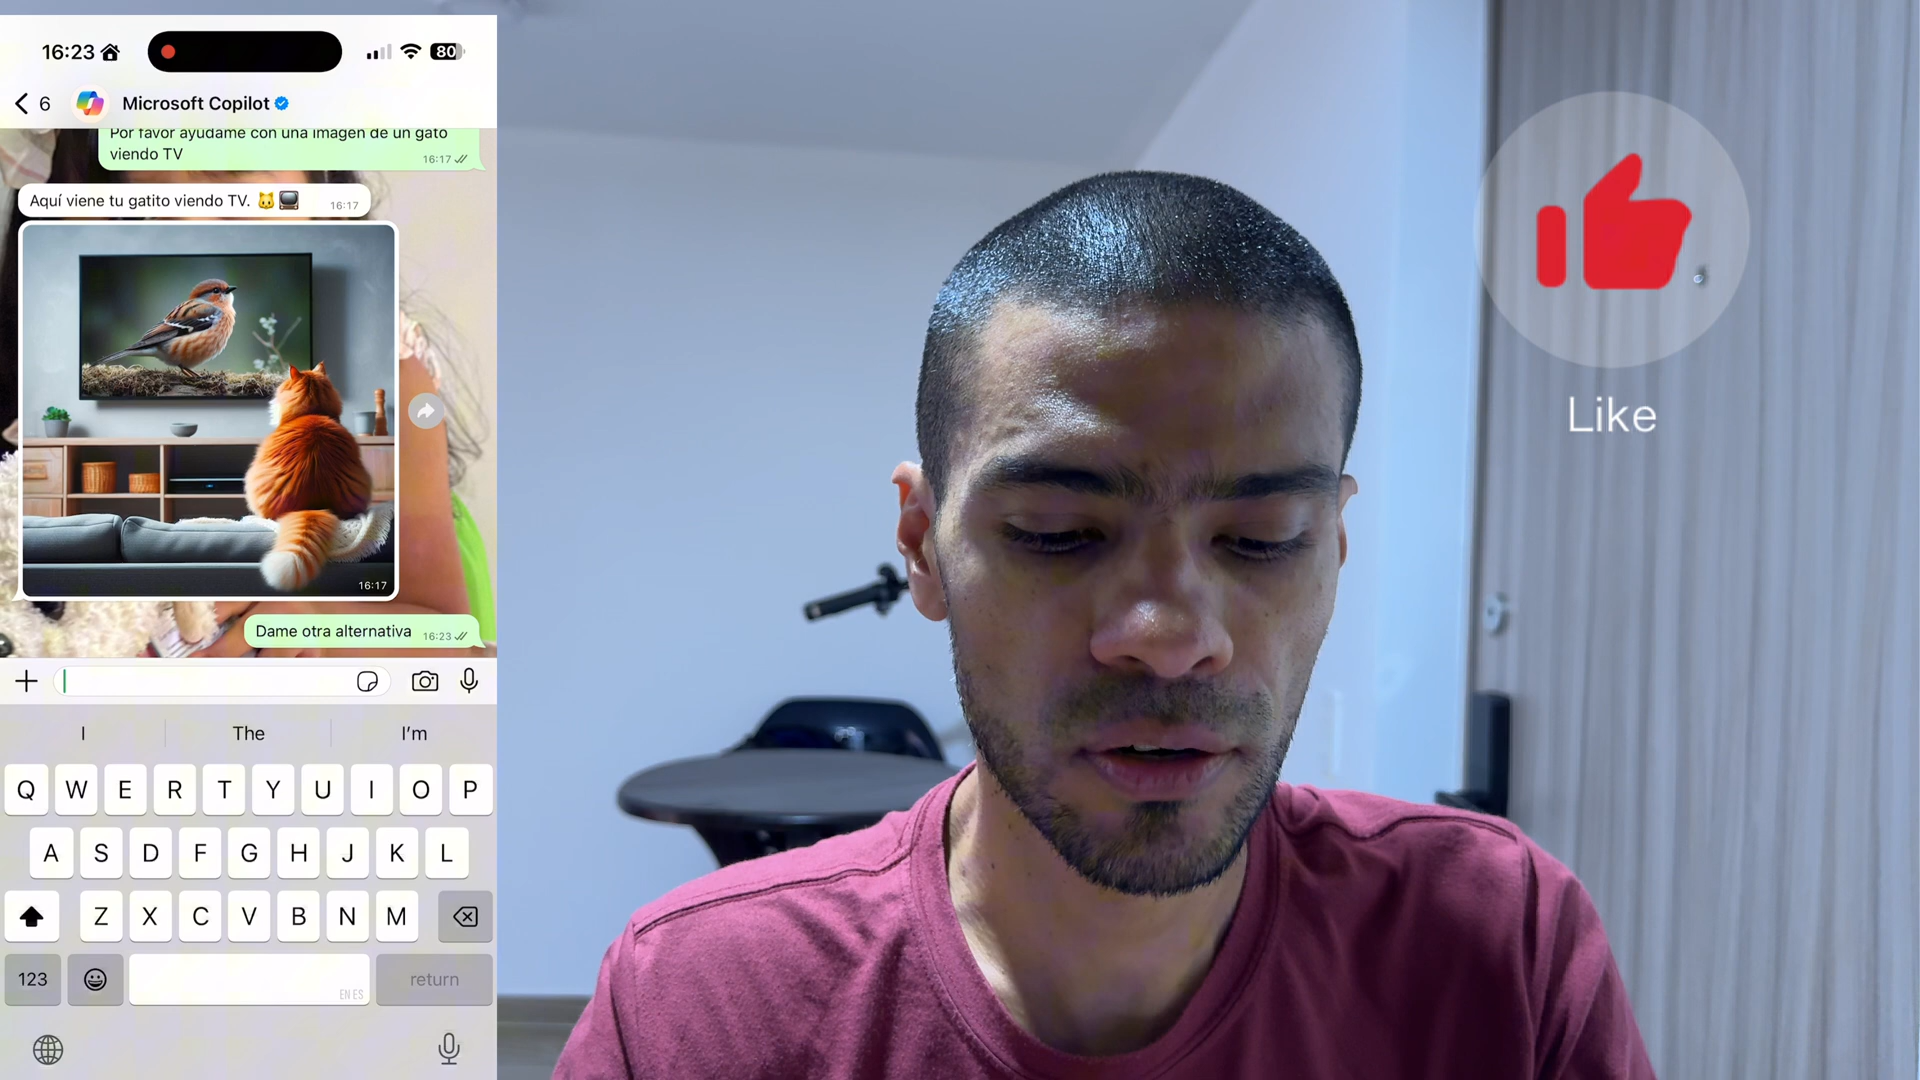 16:23
80
6
Microsoft Copilot
Por favor ayudame con una imagen de un gato
viendo TV
16:17
Aquí viene tu gatito viendo TV. 🐱📺
16:17
16:17
Dame otra alternativa
16:23
I The I'm
Q W E R T Y U I O P
A S D F G H J K L
Z X C V B N M
123
EN ES
return
Like